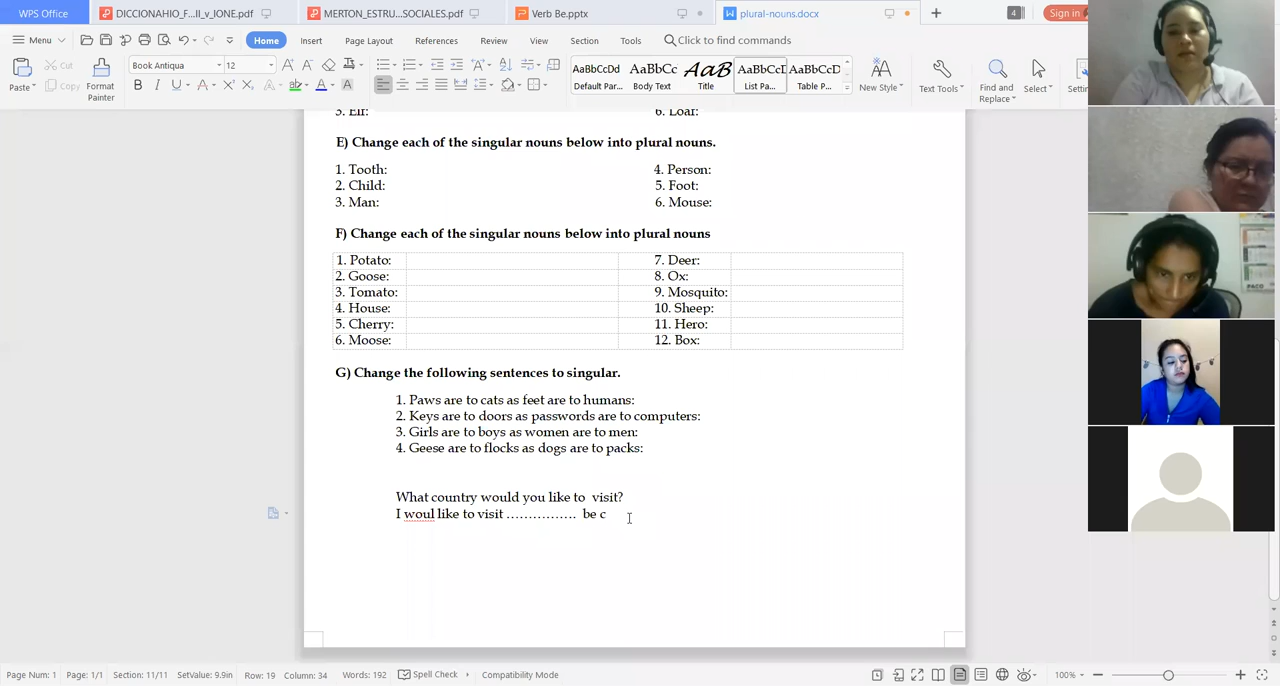 WPS Office
DICCIONAHIO_F...II_v_IONE.pdf
MERTON_ESTRU...SOCIALES.pdf
Verb Be.pptx
plural-nouns.docx
4
Sign in
Menu
Home
Insert
Page Layout
References
Review
View
Section
Tools
Click to find commands
Paste
Cut
Copy
Format Painter
Book Antiqua
12
AaBbCcDd
Default Par...
AaBbCc
Body Text
AaB
Title
AaBbCcI
List Pa...
AaBbCcD
Table P...
New Style
Text Tools
Find and Replace
Select
Settin
3. Elf:
6. Loaf:
E) Change each of the singular nouns below into plural nouns.
1. Tooth:
4. Person:
2. Child:
5. Foot:
3. Man:
6. Mouse:
F) Change each of the singular nouns below into plural nouns
1. Potato:
7. Deer:
2. Goose:
8. Ox:
3. Tomato:
9. Mosquito:
4. House:
10. Sheep:
5. Cherry:
11. Hero:
6. Moose:
12. Box:
G) Change the following sentences to singular.
1. Paws are to cats as feet are to humans:
2. Keys are to doors as passwords are to computers:
3. Girls are to boys as women are to men:
4. Geese are to flocks as dogs are to packs:
What country would you like to  visit?
I woul like to visit ................  be c
PACO
Page Num: 1
Page: 1/1
Section: 11/11
SetValue: 9.9in
Row: 19
Column: 34
Words: 192
Spell Check
Compatibility Mode
100%